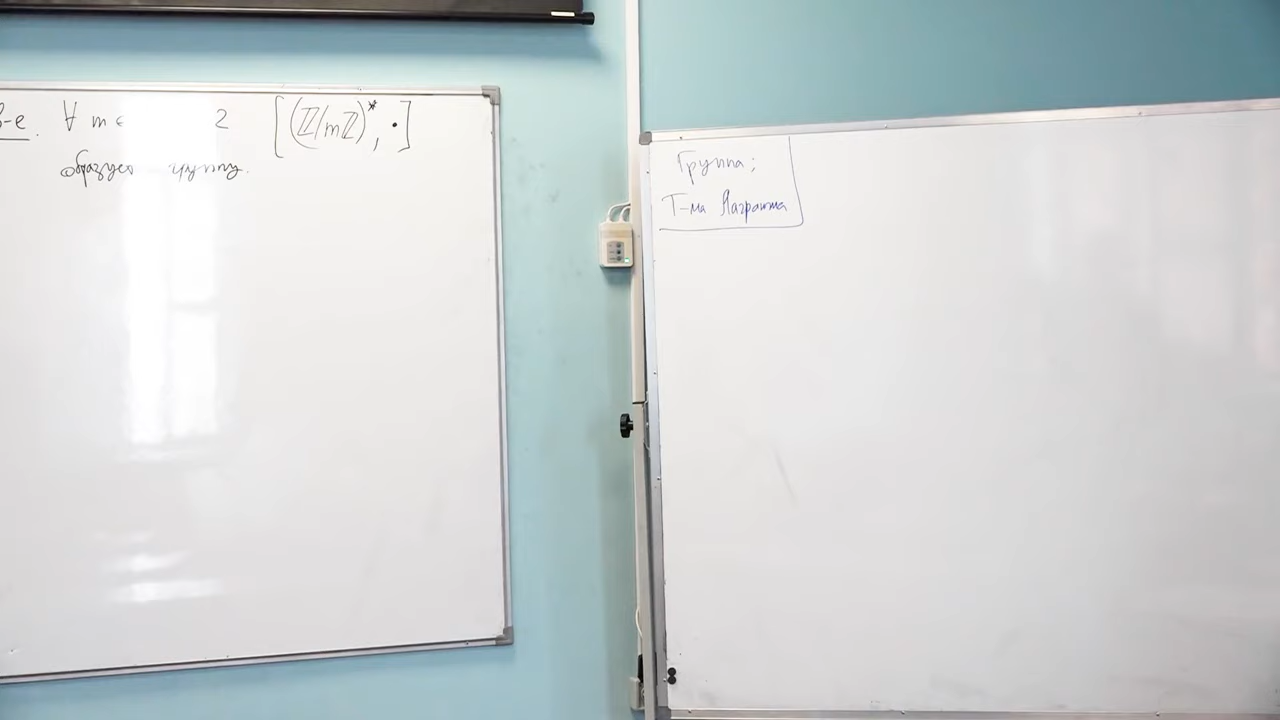 в-е. ∀ m ∈ 2 [(ℤ/mℤ)*, •]
образует группу.
Группа;
Т-ма Лагранжа